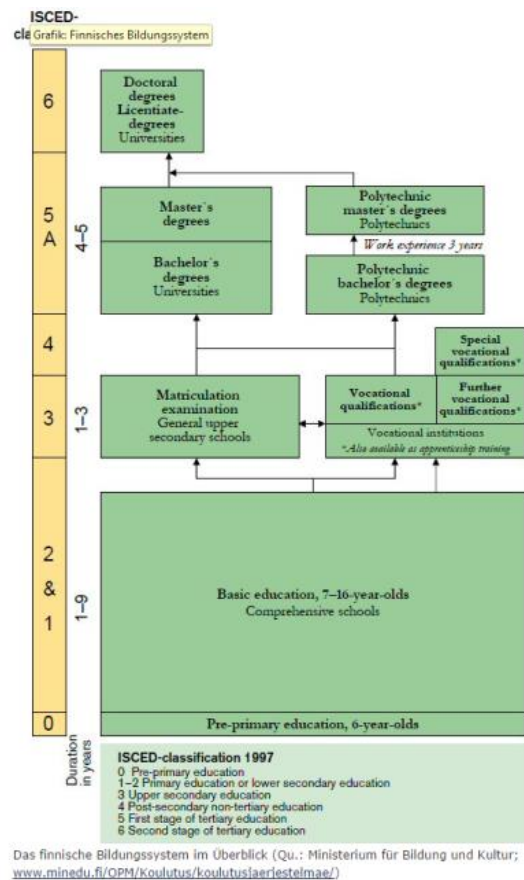 ISCED-
cla
Grafik: Finnisches Bildungssystem
6
Doctoral
degrees
Licentiate-
degrees
Universities
5
A
4–5
Master´s
degrees
Bachelor´s
degrees
Universities
Polytechnic
master´s degrees
Polytechnics
Work experience 3 years
Polytechnic
bachelor´s degrees
Polytechnics
4
Special
vocational
qualifications*
3
1–3
Matriculation
examination
General upper
secondary schools
Vocational
qualifications*
Further
vocational
qualifications*
Vocational institutions
*Also available as apprenticeship training
2
&
1
1–9
Basic education, 7–16-year-olds
Comprehensive schools
0
Pre-primary education, 6-year-olds
Duration
in years
ISCED-classification 1997
0 Pre-primary education
1–2 Primary education or lower secondary education
3 Upper secondary education
4 Post-secondary non-tertiary education
5 First stage of tertiary education
6 Second stage of tertiary education
Das finnische Bildungssystem im Überblick (Qu.: Ministerium für Bildung und Kultur;
www.minedu.fi/OPM/Koulutus/koulutusjaerjestelmae/)